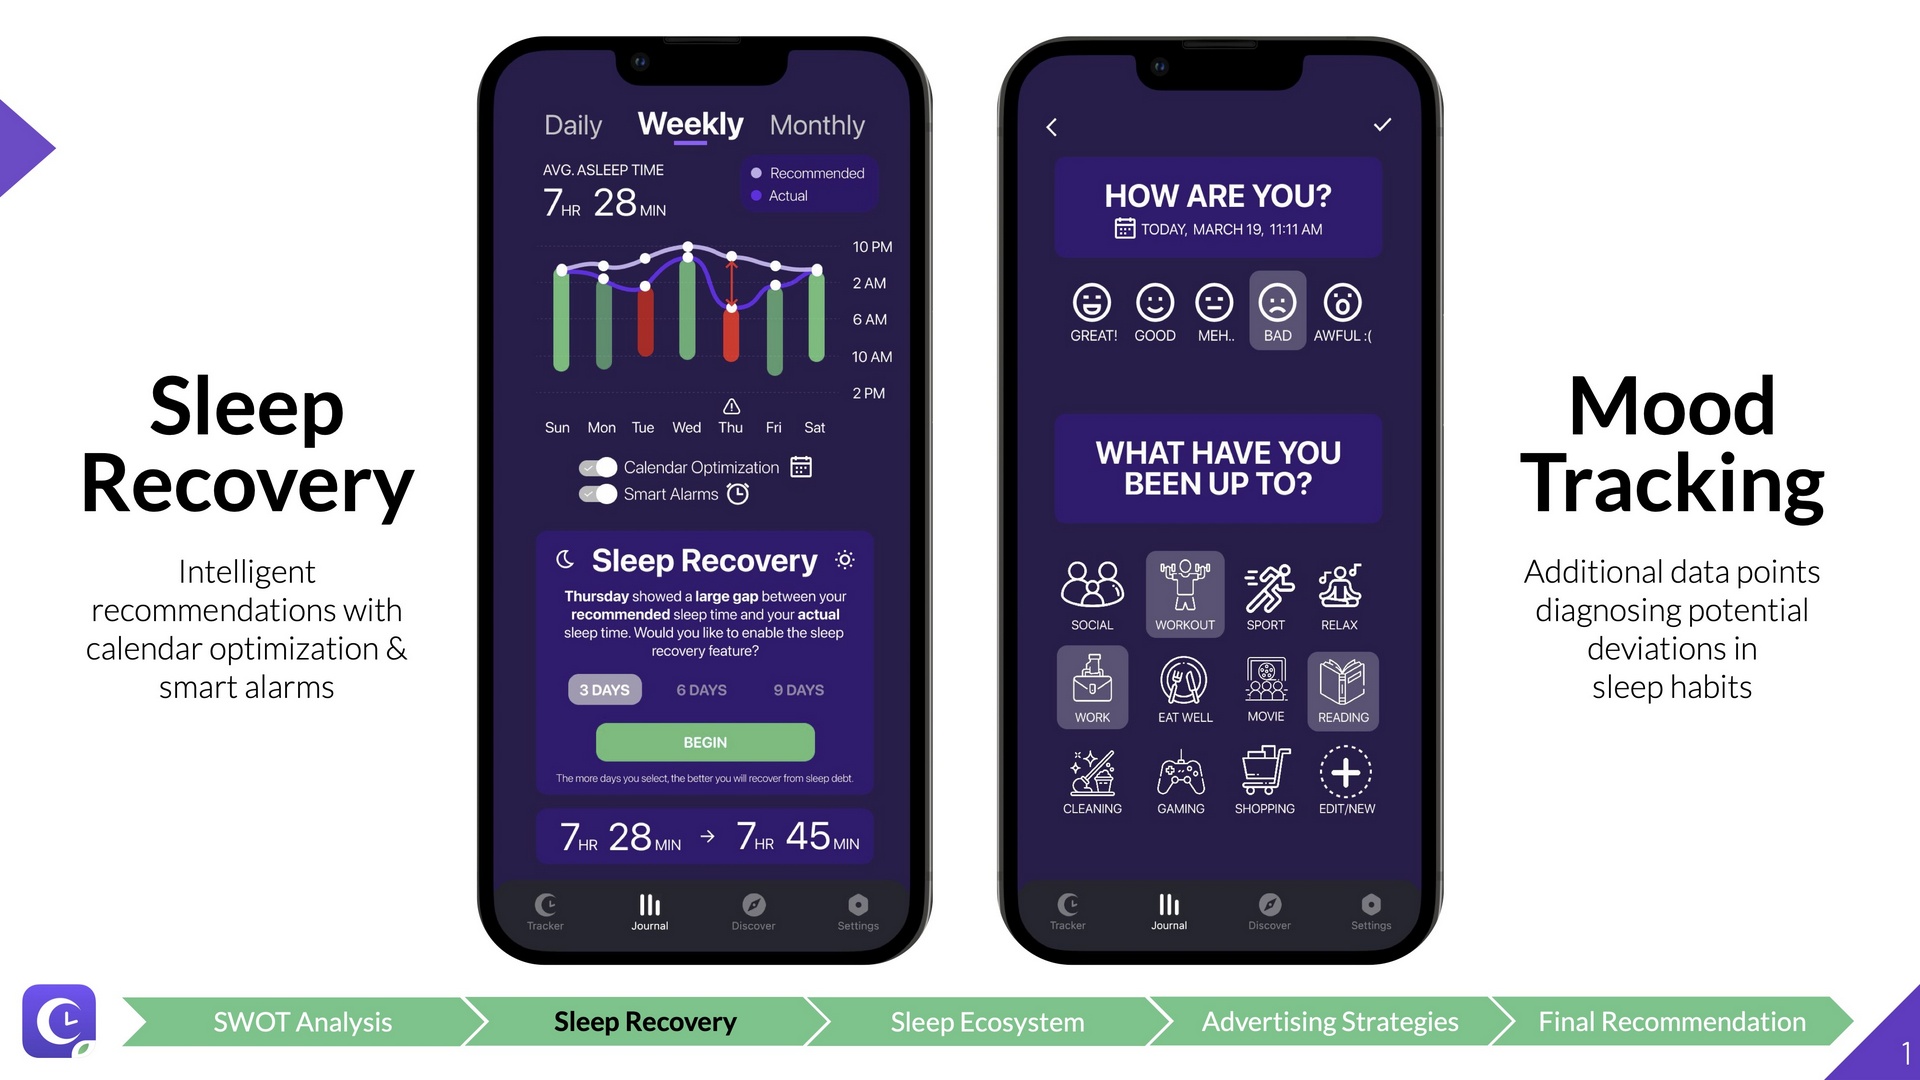 Sleep
Recovery
Intelligent
recommendations with
calendar optimization &
smart alarms
Daily Weekly Monthly
AVG. ASLEEP TIME
7HR 28MIN
Recommended
Actual
10 PM
2 AM
6 AM
10 AM
2 PM
Sun Mon Tue Wed Thu Fri Sat
Calendar Optimization
Smart Alarms
Sleep Recovery
Thursday showed a large gap between your
recommended sleep time and your actual
sleep time. Would you like to enable the sleep
recovery feature?
3 DAYS 6 DAYS 9 DAYS
BEGIN
The more days you select, the better you will recover from sleep debt.
7HR 28MIN → 7HR 45MIN
Tracker Journal Discover Settings
HOW ARE YOU?
TODAY, MARCH 19, 11:11 AM
GREAT! GOOD MEH.. BAD AWFUL :(
WHAT HAVE YOU
BEEN UP TO?
SOCIAL WORKOUT SPORT RELAX
WORK EAT WELL MOVIE READING
CLEANING GAMING SHOPPING EDIT/NEW
Tracker Journal Discover Settings
Mood
Tracking
Additional data points
diagnosing potential
deviations in
sleep habits
SWOT Analysis Sleep Recovery Sleep Ecosystem Advertising Strategies Final Recommendation
1